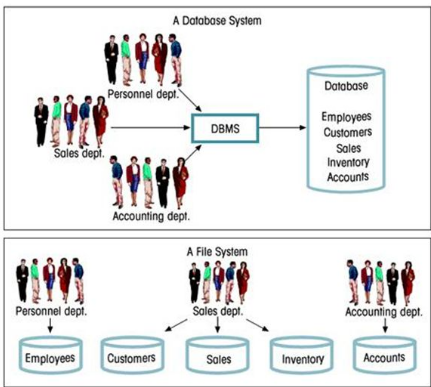 A Database System
Personnel dept.
Sales dept.
Accounting dept.
DBMS
Database
Employees
Customers
Sales
Inventory
Accounts
A File System
Personnel dept.
Sales dept.
Accounting dept.
Employees
Customers
Sales
Inventory
Accounts